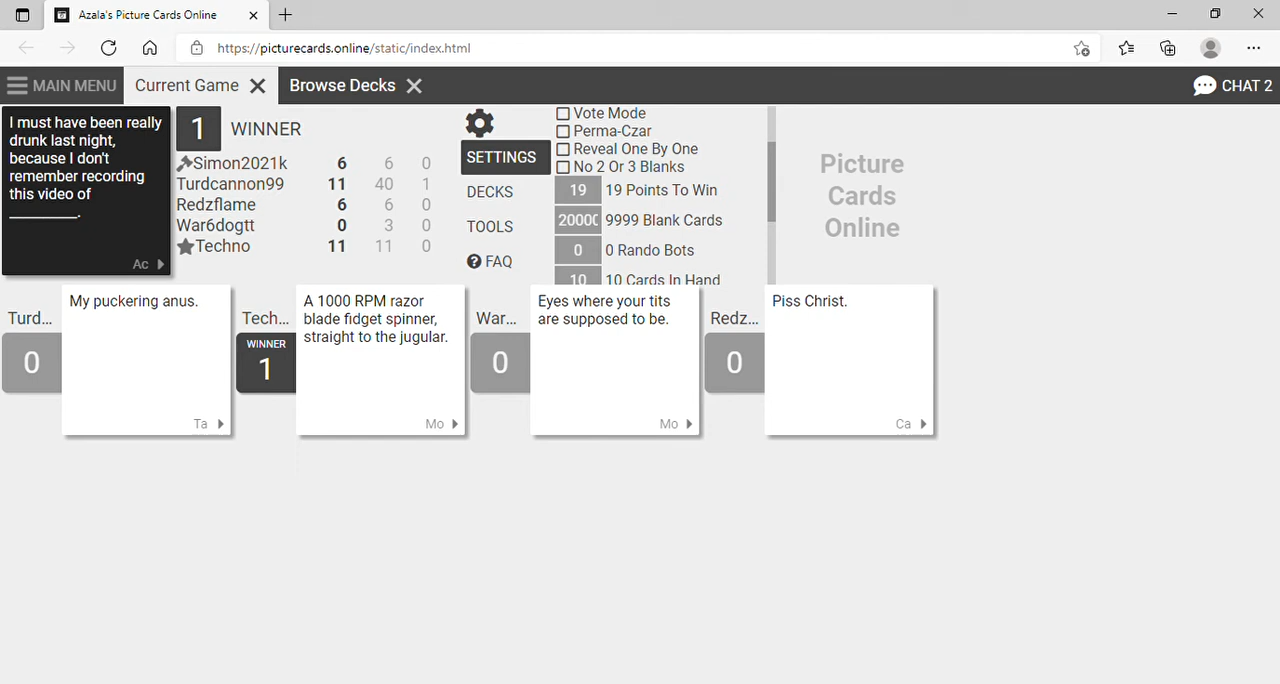 Azala's Picture Cards Online
https://picturecards.online/static/index.html
MAIN MENU
Current Game
Browse Decks
CHAT 2
I must have been really
drunk last night,
because I don't
remember recording
this video of
________.
Ac
1 WINNER
Simon2021k 6 6 0
Turdcannon99 11 40 1
Redzflame 6 6 0
War6dogtt 0 3 0
Techno 11 11 0
SETTINGS
DECKS
TOOLS
FAQ
Vote Mode
Perma-Czar
Reveal One By One
No 2 Or 3 Blanks
19 19 Points To Win
20000 9999 Blank Cards
0 0 Rando Bots
10 10 Cards In Hand
Picture
Cards
Online
Turd...
0
My puckering anus.
Ta
Tech...
WINNER
1
A 1000 RPM razor
blade fidget spinner,
straight to the jugular.
Mo
War...
0
Eyes where your tits
are supposed to be.
Mo
Redz...
0
Piss Christ.
Ca